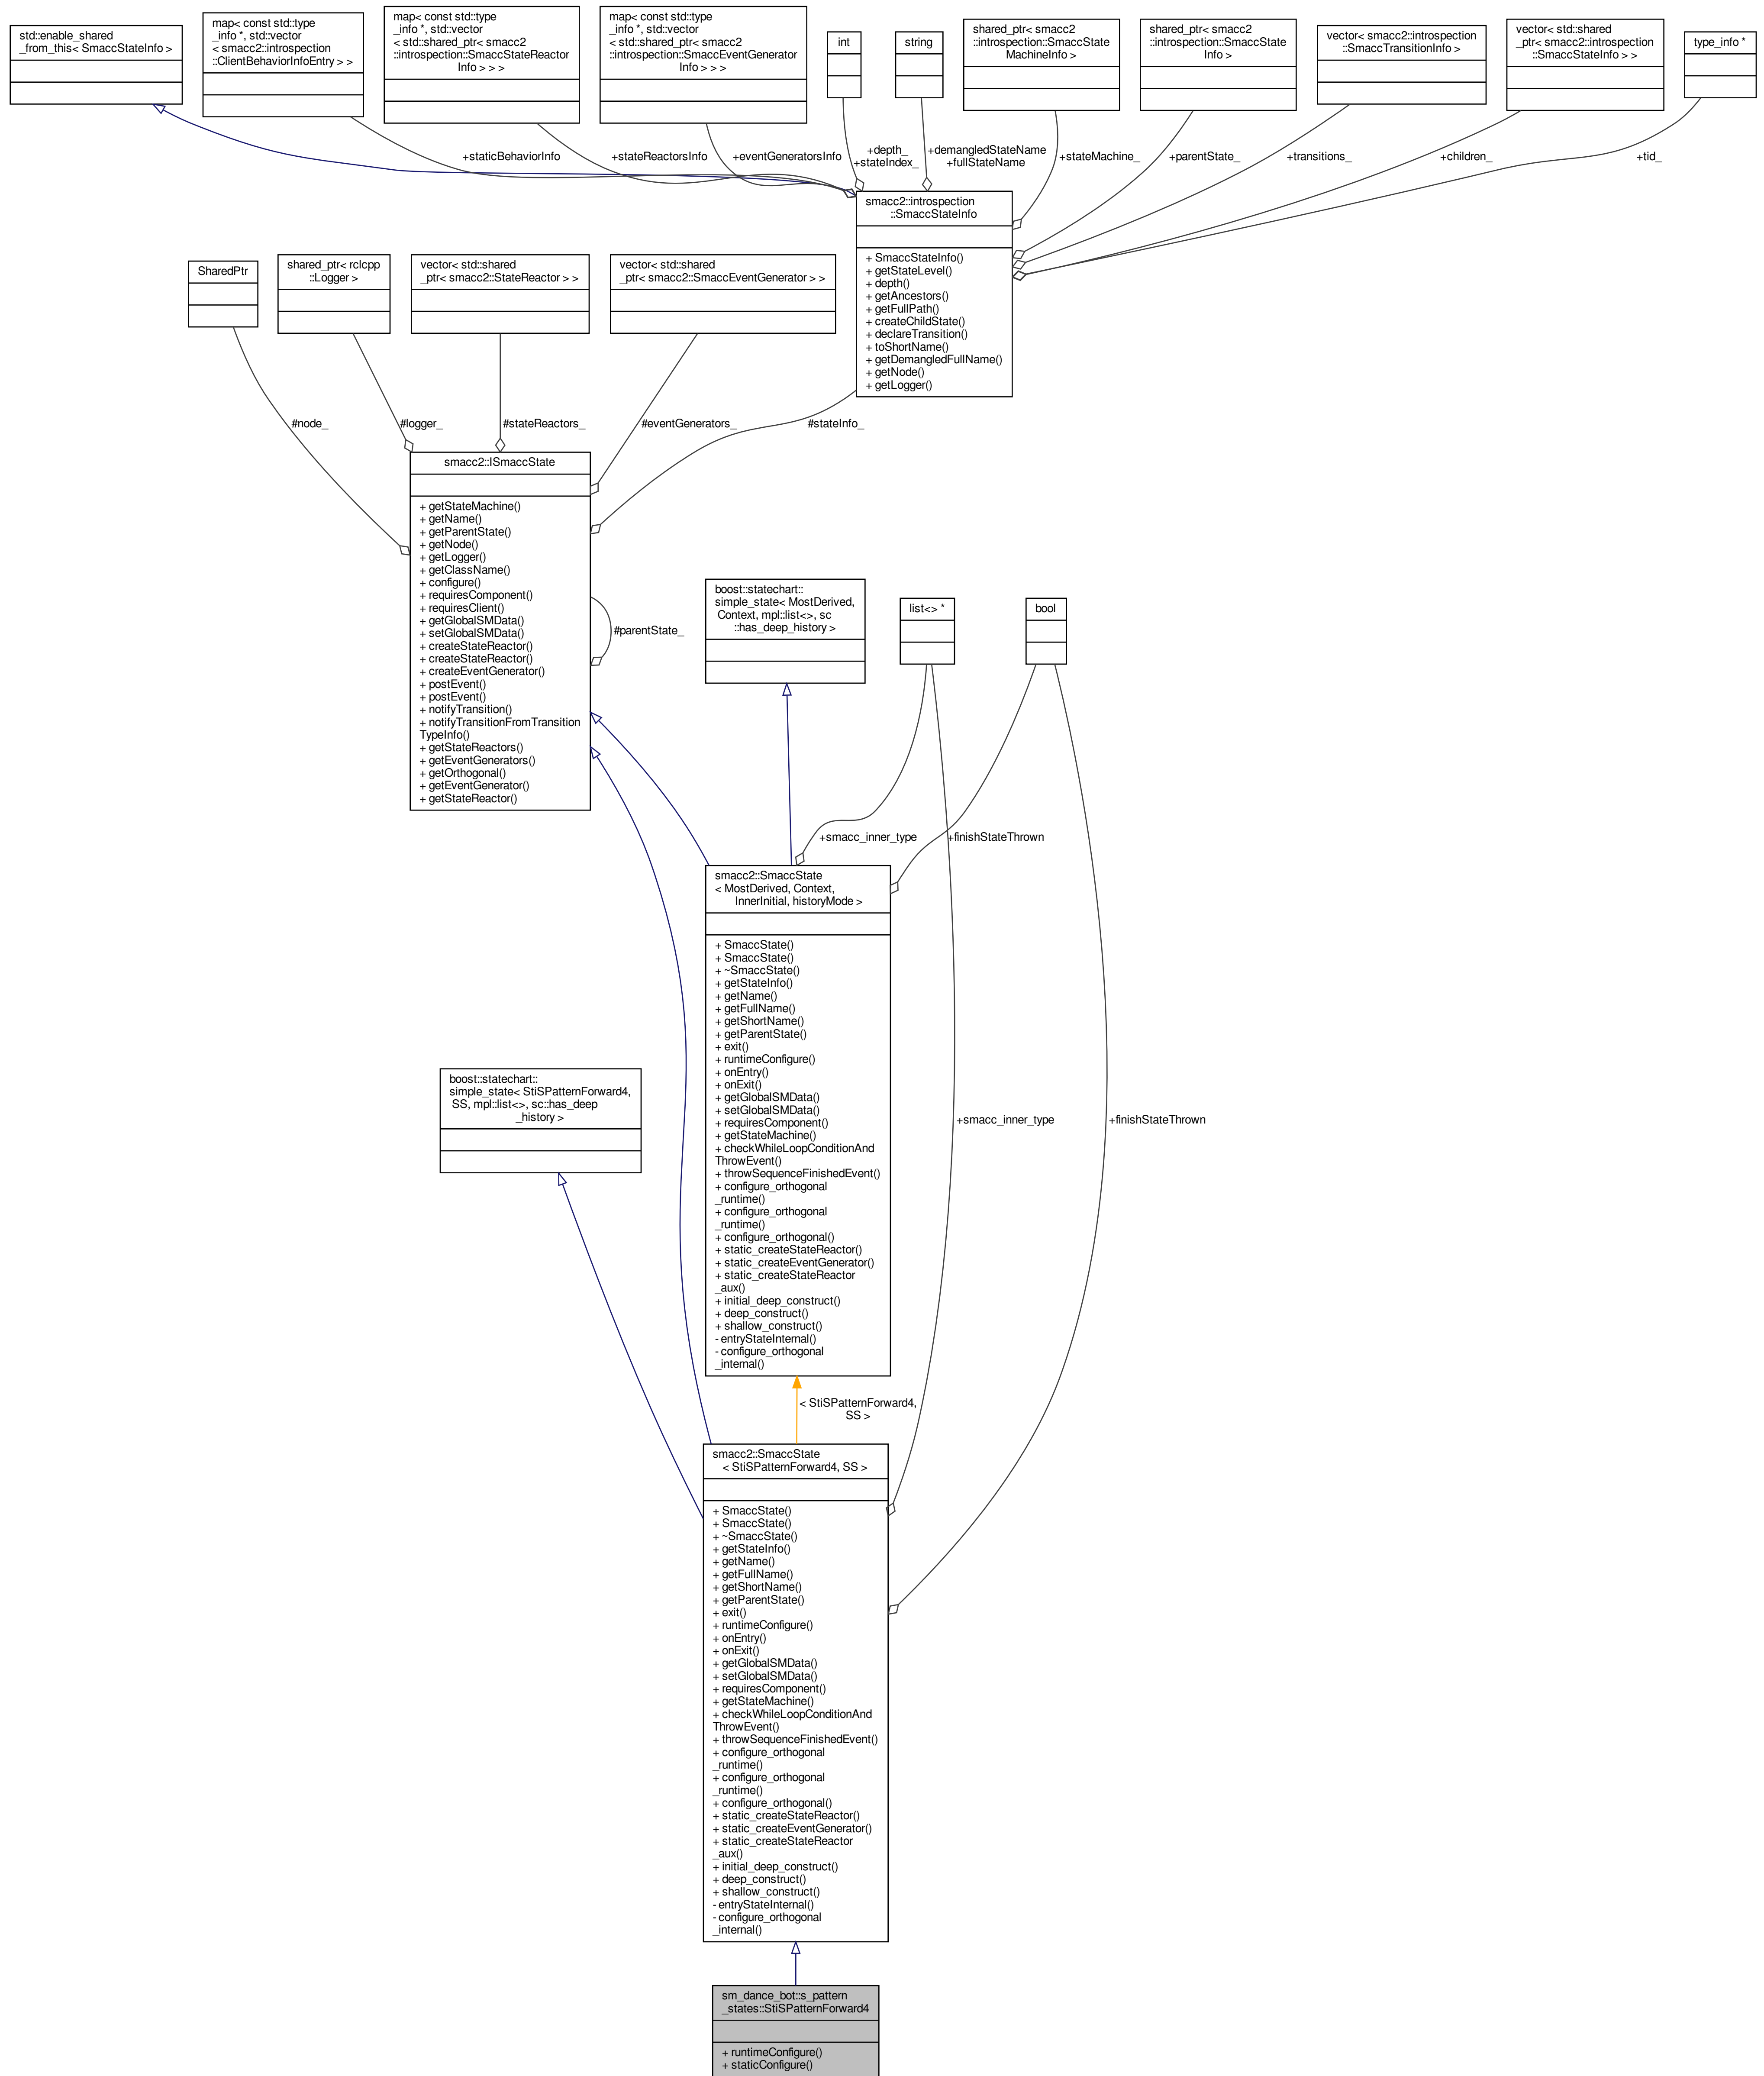 std::enable_shared
_from_this< SmaccStateInfo >
map< const std::type
_info *, std::vector
< smacc2::introspection
::ClientBehaviorInfoEntry > >
map< const std::type
_info *, std::vector
< std::shared_ptr< smacc2
::introspection::SmaccStateReactor
Info > > >
map< const std::type
_info *, std::vector
< std::shared_ptr< smacc2
::introspection::SmaccEventGenerator
Info > > >
int
string
shared_ptr< smacc2
::introspection::SmaccState
MachineInfo >
shared_ptr< smacc2
::introspection::SmaccState
Info >
vector< smacc2::introspection
::SmaccTransitionInfo >
vector< std::shared
_ptr< smacc2::introspection
::SmaccStateInfo > >
type_info *
+staticBehaviorInfo
+stateReactorsInfo
+eventGeneratorsInfo
+depth_
+stateIndex_
+demangledStateName
+fullStateName
+stateMachine_
+parentState_
+transitions_
+children_
+tid_
smacc2::introspection
::SmaccStateInfo
+ SmaccStateInfo()
+ getStateLevel()
+ depth()
+ getAncestors()
+ getFullPath()
+ createChildState()
+ declareTransition()
+ toShortName()
+ getDemangledFullName()
+ getNode()
+ getLogger()
SharedPtr
shared_ptr< rclcpp
::Logger >
vector< std::shared
_ptr< smacc2::StateReactor > >
vector< std::shared
_ptr< smacc2::SmaccEventGenerator > >
#node_
#logger_
#stateReactors_
#eventGenerators_
#stateInfo_
smacc2::ISmaccState
+ getStateMachine()
+ getName()
+ getParentState()
+ getNode()
+ getLogger()
+ getClassName()
+ configure()
+ requiresComponent()
+ requiresClient()
+ getGlobalSMData()
+ setGlobalSMData()
+ createStateReactor()
+ createStateReactor()
+ createEventGenerator()
+ postEvent()
+ postEvent()
+ notifyTransition()
+ notifyTransitionFromTransition
TypeInfo()
+ getStateReactors()
+ getEventGenerators()
+ getOrthogonal()
+ getEventGenerator()
+ getStateReactor()
#parentState_
boost::statechart::
simple_state< MostDerived,
Context, mpl::list<>, sc
::has_deep_history >
list<> *
bool
+smacc_inner_type
+finishStateThrown
smacc2::SmaccState
< MostDerived, Context,
InnerInitial, historyMode >
+ SmaccState()
+ SmaccState()
+ ~SmaccState()
+ getStateInfo()
+ getName()
+ getFullName()
+ getShortName()
+ getParentState()
+ exit()
+ runtimeConfigure()
+ onEntry()
+ onExit()
+ getGlobalSMData()
+ setGlobalSMData()
+ requiresComponent()
+ getStateMachine()
+ checkWhileLoopConditionAnd
ThrowEvent()
+ throwSequenceFinishedEvent()
+ configure_orthogonal
_runtime()
+ configure_orthogonal
_runtime()
+ configure_orthogonal()
+ static_createStateReactor()
+ static_createEventGenerator()
+ static_createStateReactor
_aux()
+ initial_deep_construct()
+ deep_construct()
+ shallow_construct()
- entryStateInternal()
- configure_orthogonal
_internal()
boost::statechart::
simple_state< StiSPatternForward4,
SS, mpl::list<>, sc::has_deep
_history >
+smacc_inner_type
+finishStateThrown
< StiSPatternForward4,
SS >
smacc2::SmaccState
< StiSPatternForward4, SS >
+ SmaccState()
+ SmaccState()
+ ~SmaccState()
+ getStateInfo()
+ getName()
+ getFullName()
+ getShortName()
+ getParentState()
+ exit()
+ runtimeConfigure()
+ onEntry()
+ onExit()
+ getGlobalSMData()
+ setGlobalSMData()
+ requiresComponent()
+ getStateMachine()
+ checkWhileLoopConditionAnd
ThrowEvent()
+ throwSequenceFinishedEvent()
+ configure_orthogonal
_runtime()
+ configure_orthogonal
_runtime()
+ configure_orthogonal()
+ static_createStateReactor()
+ static_createEventGenerator()
+ static_createStateReactor
_aux()
+ initial_deep_construct()
+ deep_construct()
+ shallow_construct()
- entryStateInternal()
- configure_orthogonal
_internal()
sm_dance_bot::s_pattern
_states::StiSPatternForward4
+ runtimeConfigure()
+ staticConfigure()